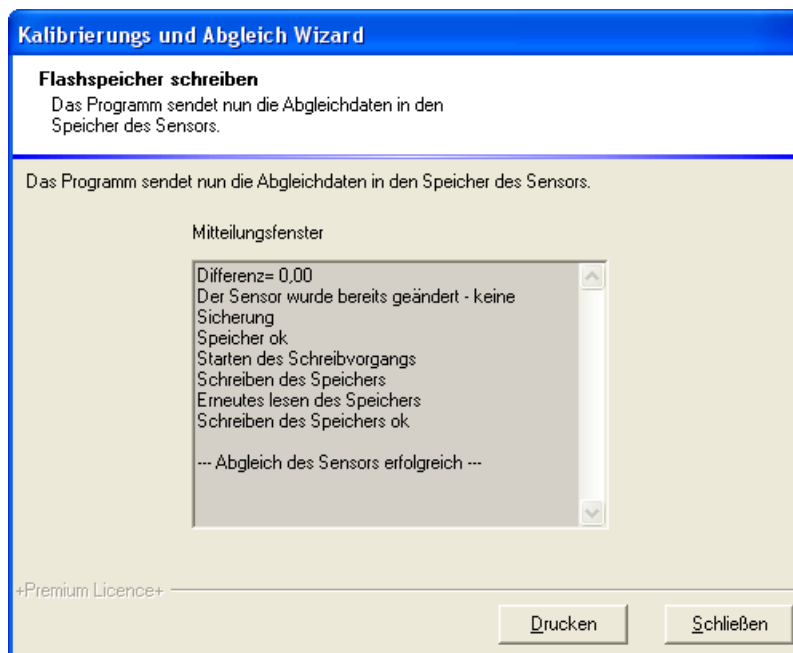 Kalibrierungs und Abgleich Wizard
Flashspeicher schreiben
Das Programm sendet nun die Abgleichdaten in den
Speicher des Sensors.
Das Programm sendet nun die Abgleichdaten in den Speicher des Sensors.
Mitteilungsfenster
Differenz= 0,00
Der Sensor wurde bereits geändert - keine
Sicherung
Speicher ok
Starten des Schreibvorgangs
Schreiben des Speichers
Erneutes lesen des Speichers
Schreiben des Speichers ok
--- Abgleich des Sensors erfolgreich ---
+Premium Licence+
Drucken
Schließen